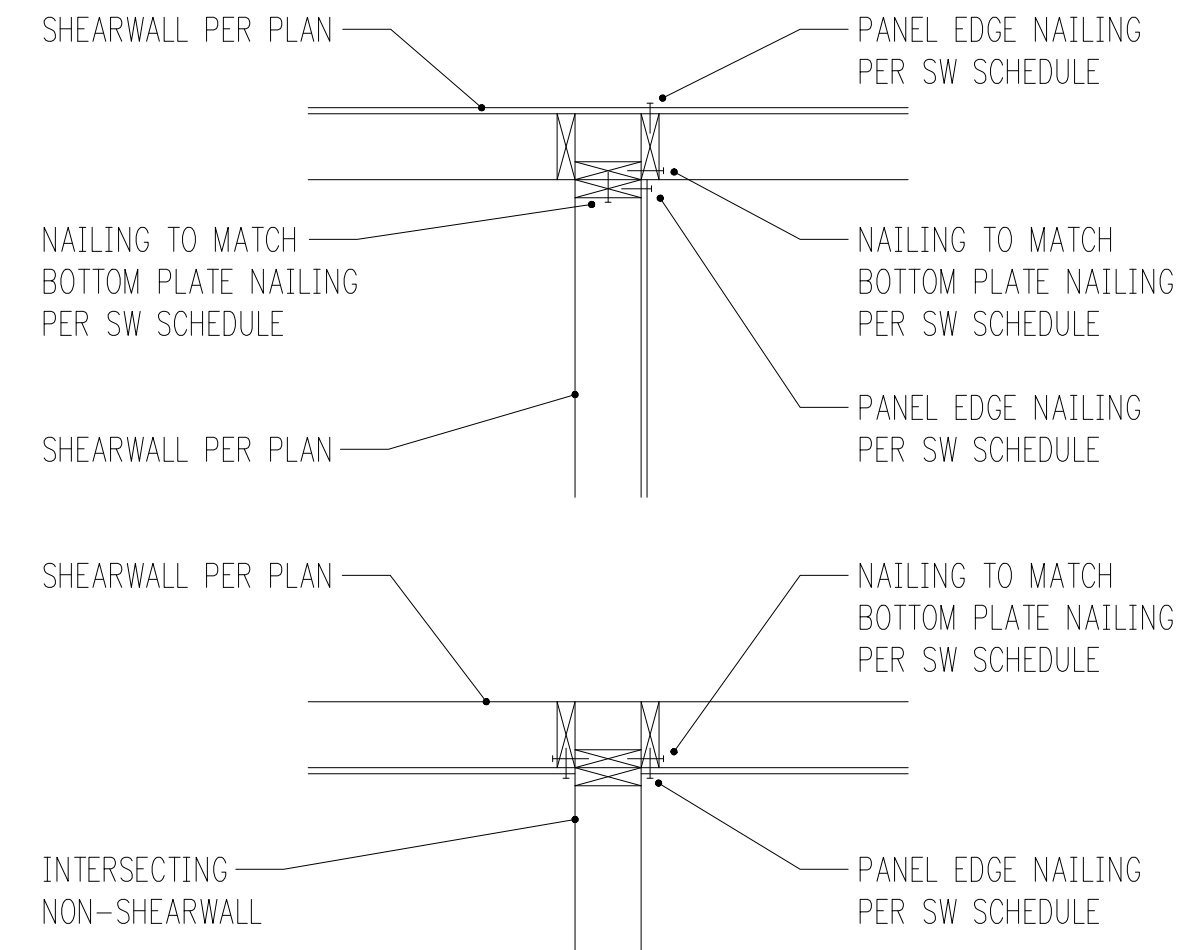 SHEARWALL PER PLAN
PANEL EDGE NAILING
PER SW SCHEDULE
NAILING TO MATCH
BOTTOM PLATE NAILING
PER SW SCHEDULE
NAILING TO MATCH
BOTTOM PLATE NAILING
PER SW SCHEDULE
SHEARWALL PER PLAN
PANEL EDGE NAILING
PER SW SCHEDULE
SHEARWALL PER PLAN
NAILING TO MATCH
BOTTOM PLATE NAILING
PER SW SCHEDULE
INTERSECTING
NON-SHEARWALL
PANEL EDGE NAILING
PER SW SCHEDULE